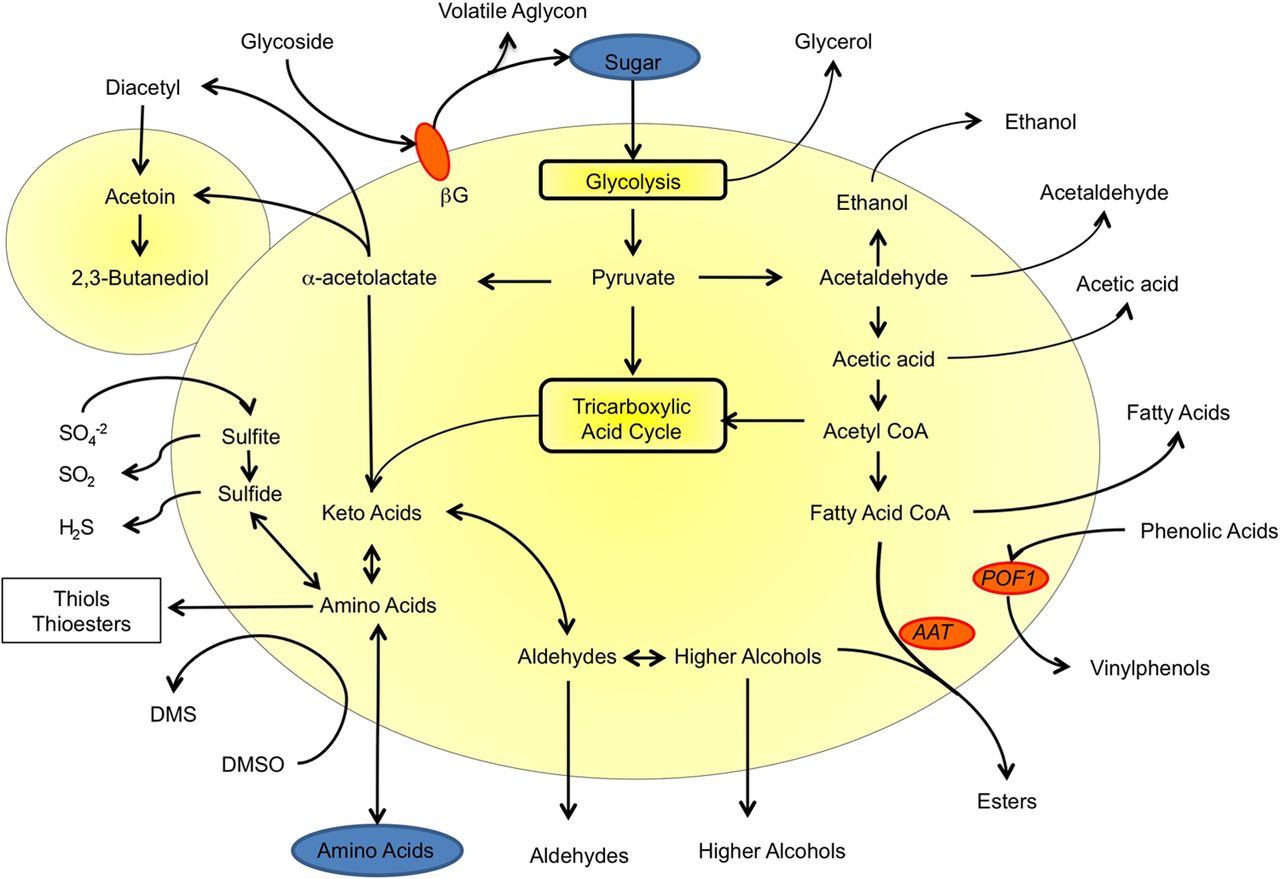 Volatile Aglycon
Glycoside
Sugar
Glycerol
Diacetyl
Ethanol
βG
Glycolysis
Acetoin
Ethanol
Acetaldehyde
2,3-Butanediol
α-acetolactate
Pyruvate
Acetaldehyde
Acetic acid
Acetic acid
Tricarboxylic
Acid Cycle
Acetyl CoA
Fatty Acids
SO₄⁻²
Sulfite
SO₂
Sulfide
H₂S
Keto Acids
Fatty Acid CoA
Phenolic Acids
POF1
Thiols
Thioesters
Amino Acids
AAT
Aldehydes
Higher Alcohols
Vinylphenols
DMS
DMSO
Esters
Amino Acids
Aldehydes
Higher Alcohols